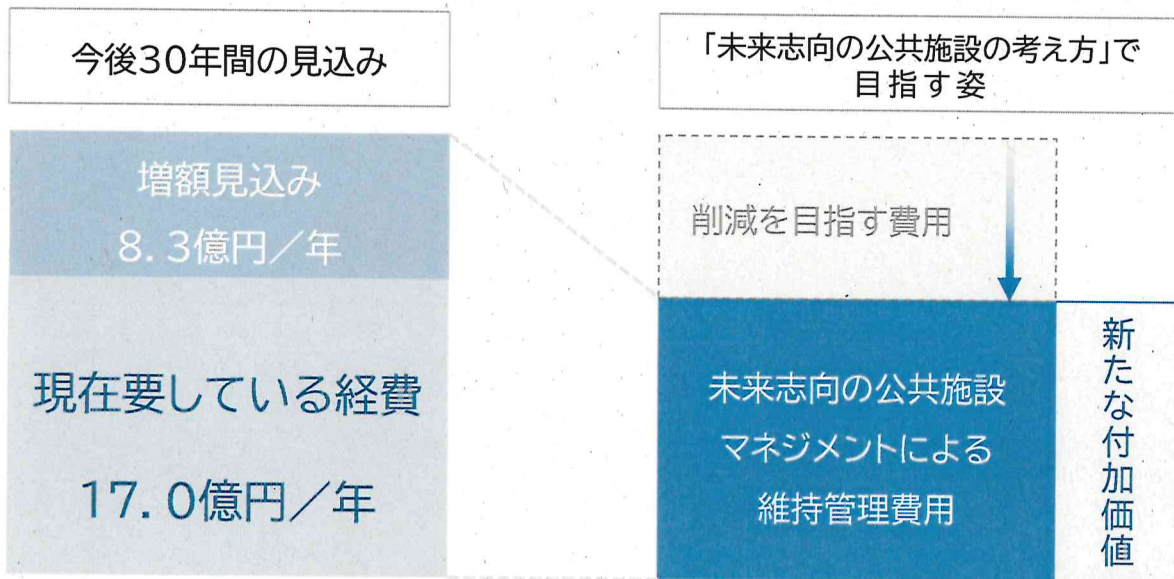 今後30年間の見込み
増額見込み
8.3億円／年
現在要している経費
17.0億円／年
「未来志向の公共施設の考え方」で
目指す姿
削減を目指す費用
未来志向の公共施設
マネジメントによる
維持管理費用
新たな付加価値